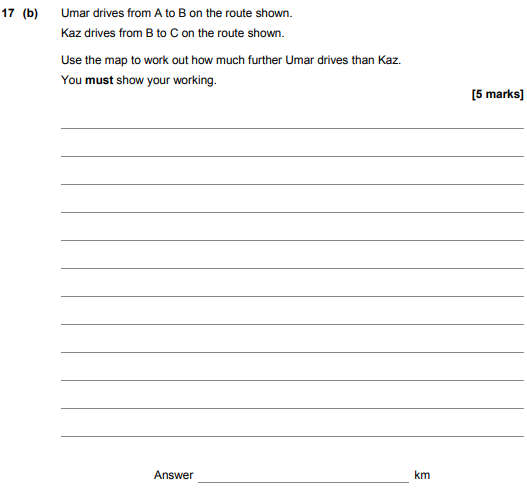 17 (b) Umar drives from A to B on the route shown.
Kaz drives from B to C on the route shown.
Use the map to work out how much further Umar drives than Kaz.
You must show your working.
[5 marks]
Answer km